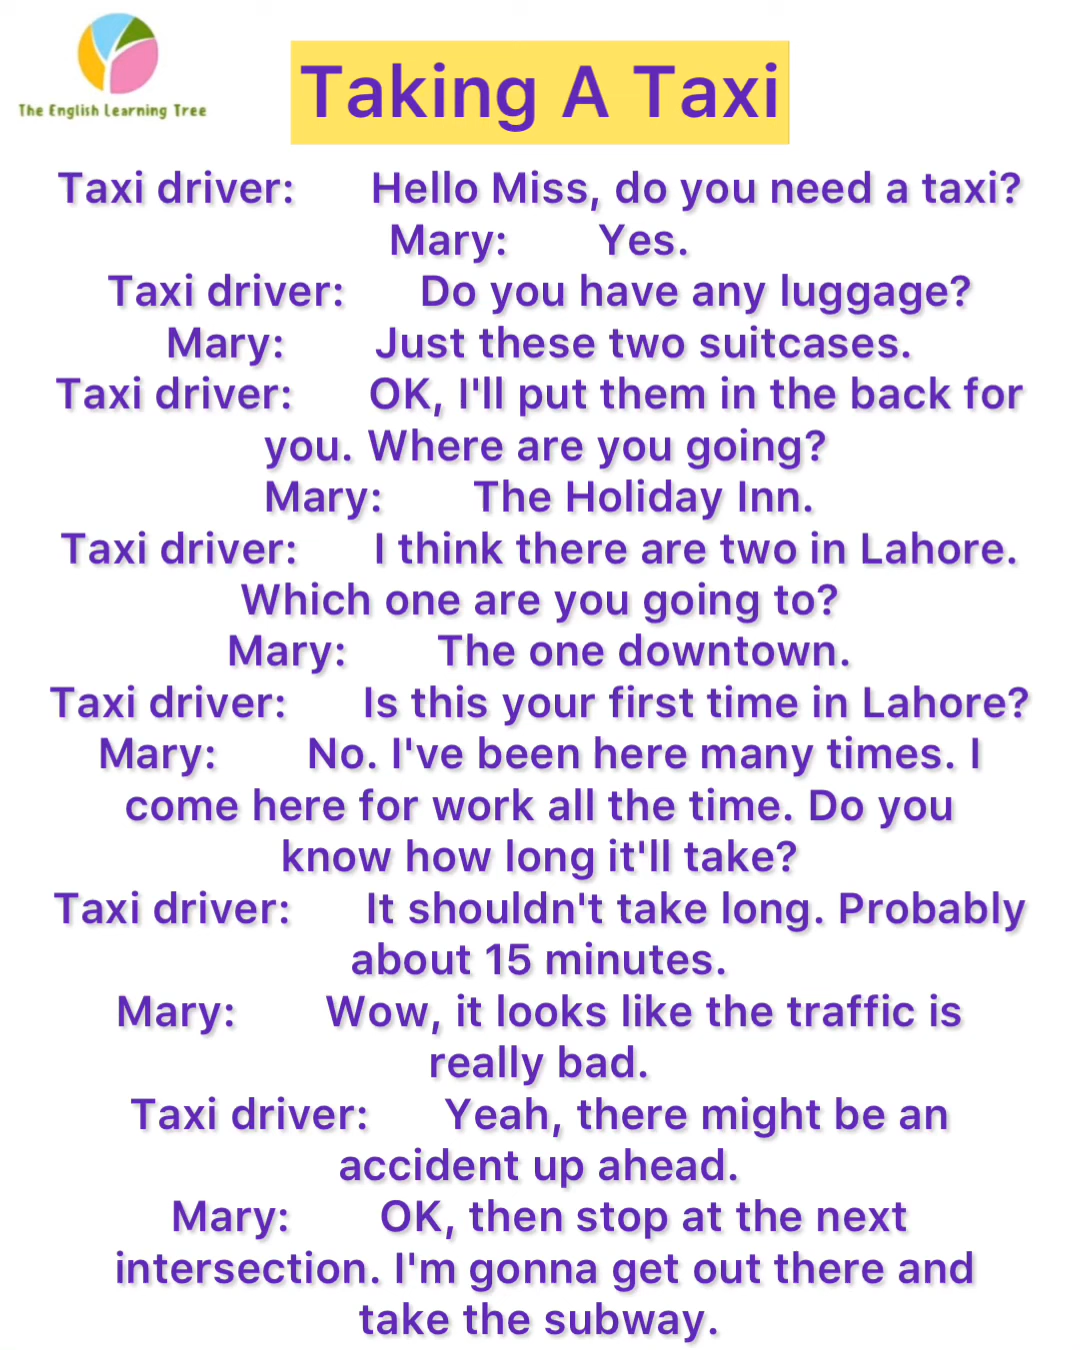 The English Learning Tree
Taking A Taxi
Taxi driver: Hello Miss, do you need a taxi?
Mary: Yes.
Taxi driver: Do you have any luggage?
Mary: Just these two suitcases.
Taxi driver: OK, I'll put them in the back for
you. Where are you going?
Mary: The Holiday Inn.
Taxi driver: I think there are two in Lahore.
Which one are you going to?
Mary: The one downtown.
Taxi driver: Is this your first time in Lahore?
Mary: No. I've been here many times. I
come here for work all the time. Do you
know how long it'll take?
Taxi driver: It shouldn't take long. Probably
about 15 minutes.
Mary: Wow, it looks like the traffic is
really bad.
Taxi driver: Yeah, there might be an
accident up ahead.
Mary: OK, then stop at the next
intersection. I'm gonna get out there and
take the subway.